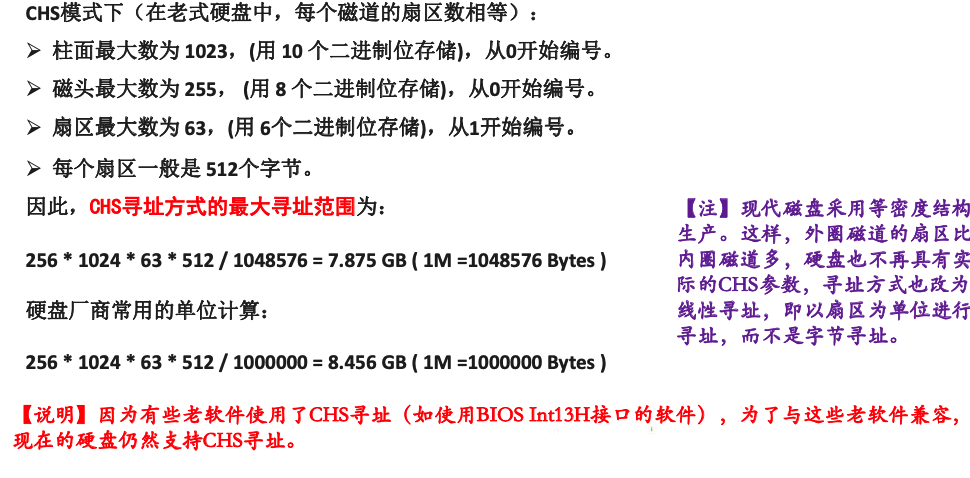 CHS模式下（在老式硬盘中，每个磁道的扇区数相等）:
➢ 柱面最大数为 1023，(用 10 个二进制位存储)，从0开始编号。
➢ 磁头最大数为 255， (用 8 个二进制位存储)，从0开始编号。
➢ 扇区最大数为 63，(用 6个二进制位存储)，从1开始编号。
➢ 每个扇区一般是 512个字节。
因此，CHS寻址方式的最大寻址范围为:
256 * 1024 * 63 * 512 / 1048576 = 7.875 GB ( 1M =1048576 Bytes )
硬盘厂商常用的单位计算:
256 * 1024 * 63 * 512 / 1000000 = 8.456 GB ( 1M =1000000 Bytes )
【注】现代磁盘采用等密度结构
生产。这样，外圈磁道的扇区比
内圈磁道多，硬盘也不再具有实
际的CHS参数，寻址方式也改为
线性寻址，即以扇区为单位进行
寻址，而不是字节寻址。
【说明】因为有些老软件使用了CHS寻址（如使用BIOS Int13H接口的软件），为了与这些老软件兼容，
现在的硬盘仍然支持CHS寻址。